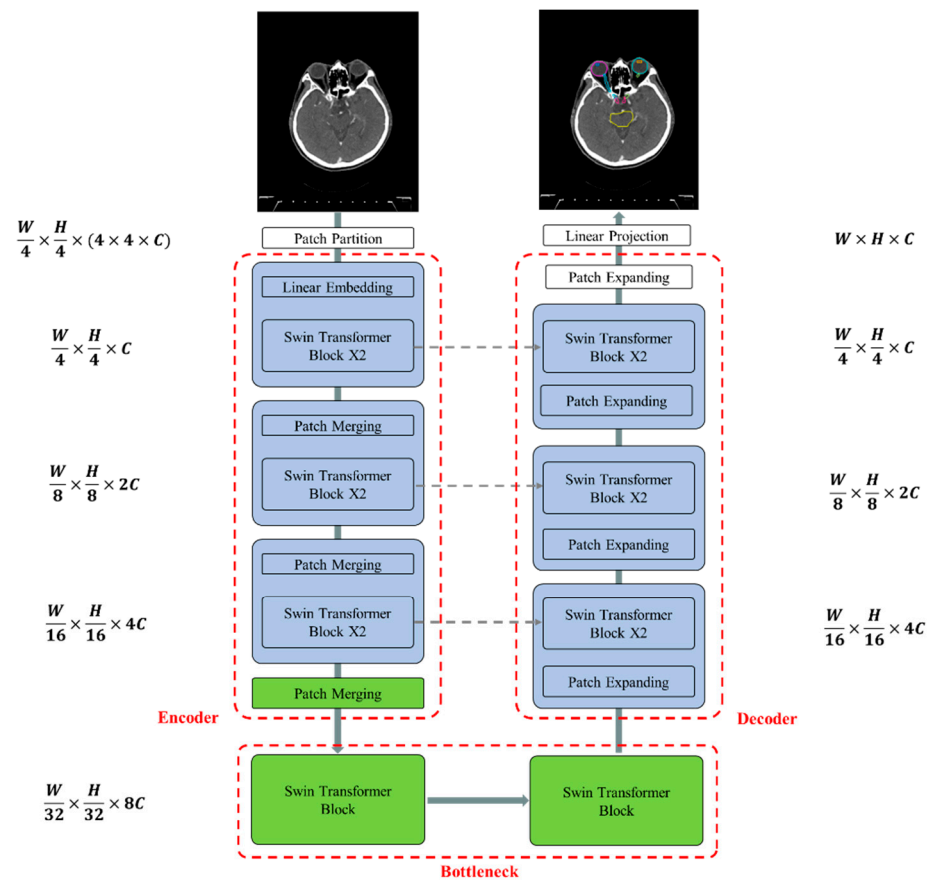 W/4 × H/4 × (4 × 4 × C)
Patch Partition
Linear Projection
W × H × C
Linear Embedding
Patch Expanding
W/4 × H/4 × C
Swin Transformer
Block X2
Swin Transformer
Block X2
W/4 × H/4 × C
Patch Expanding
Patch Merging
W/8 × H/8 × 2C
Swin Transformer
Block X2
Swin Transformer
Block X2
W/8 × H/8 × 2C
Patch Expanding
Patch Merging
W/16 × H/16 × 4C
Swin Transformer
Block X2
Swin Transformer
Block X2
W/16 × H/16 × 4C
Patch Expanding
Patch Merging
Encoder
Decoder
W/32 × H/32 × 8C
Swin Transformer
Block
Swin Transformer
Block
Bottleneck